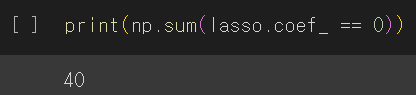 [ ] print(np.sum(lasso.coef_ == 0))
40